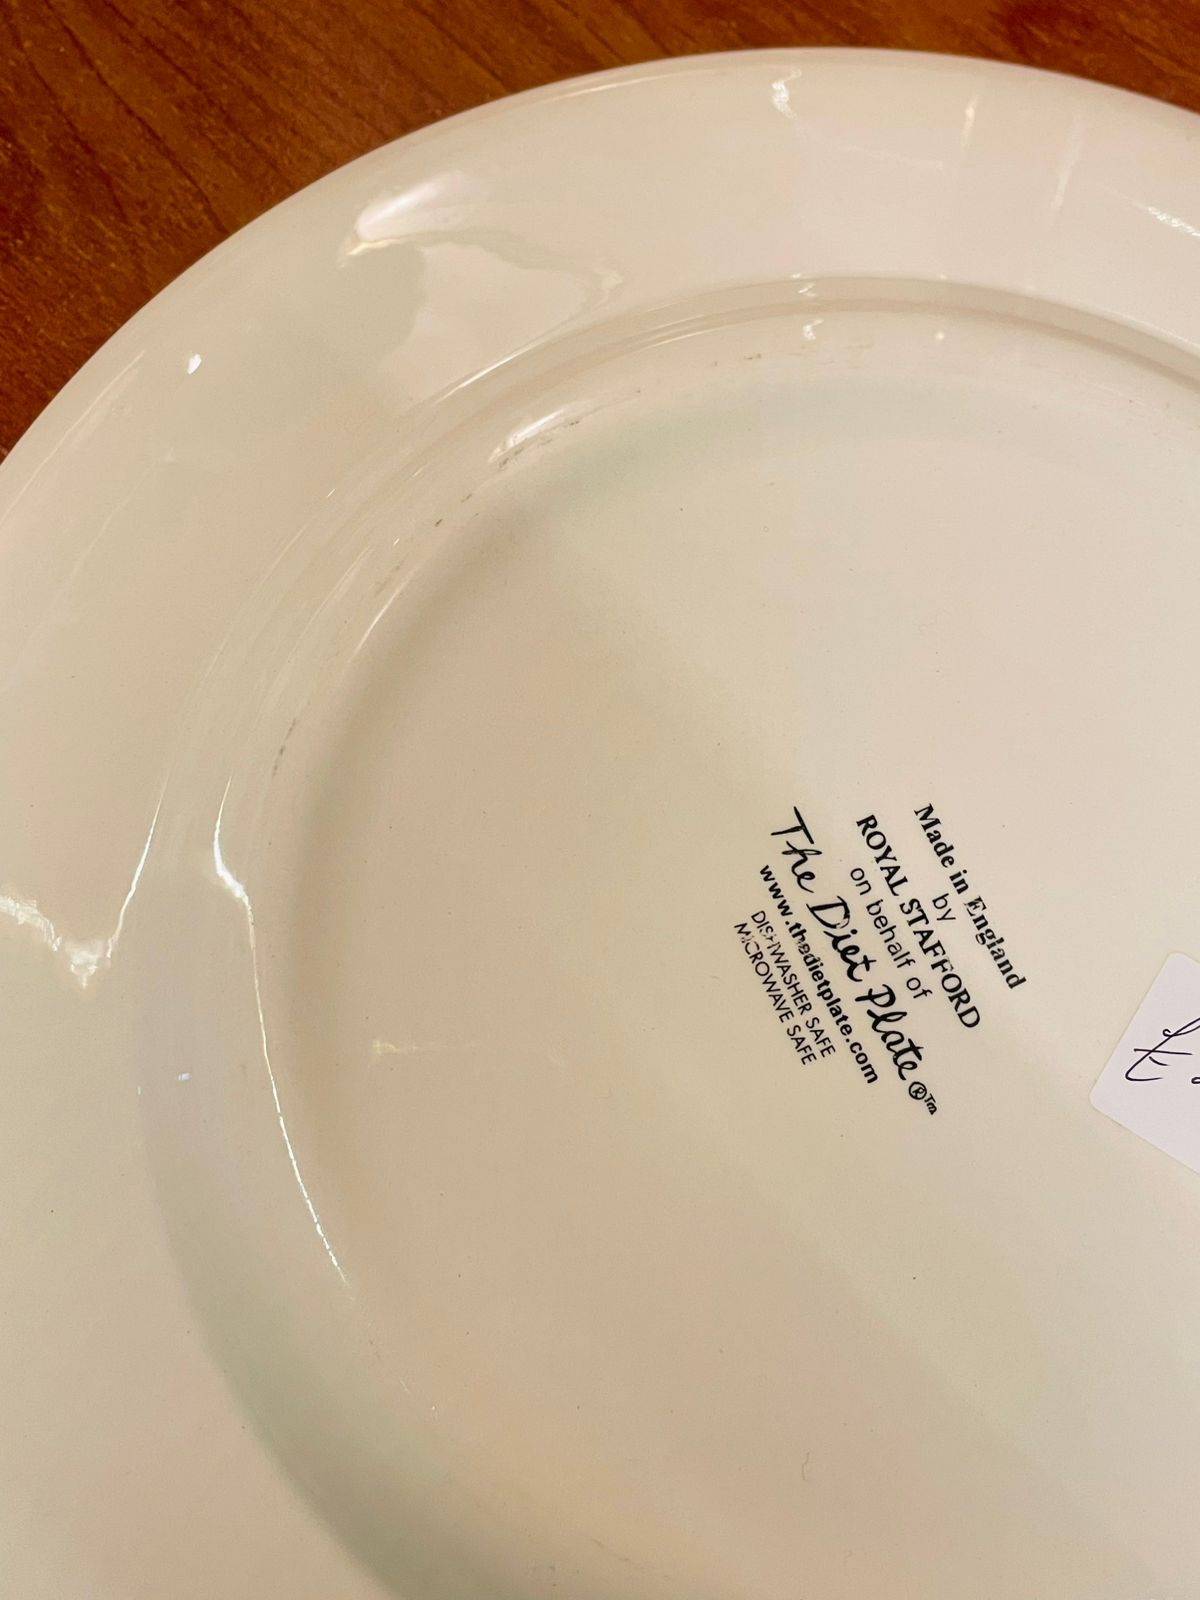 Made in England
by
ROYAL STAFFORD
on behalf of
The Diet Plate ®™
www.thedietplate.com
DISHWASHER SAFE
MICROWAVE SAFE
£